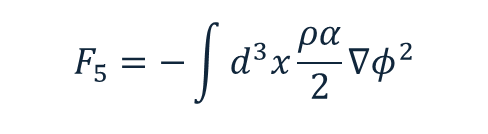 F₅ = − ∫ d³x ρα/2 ∇ϕ²